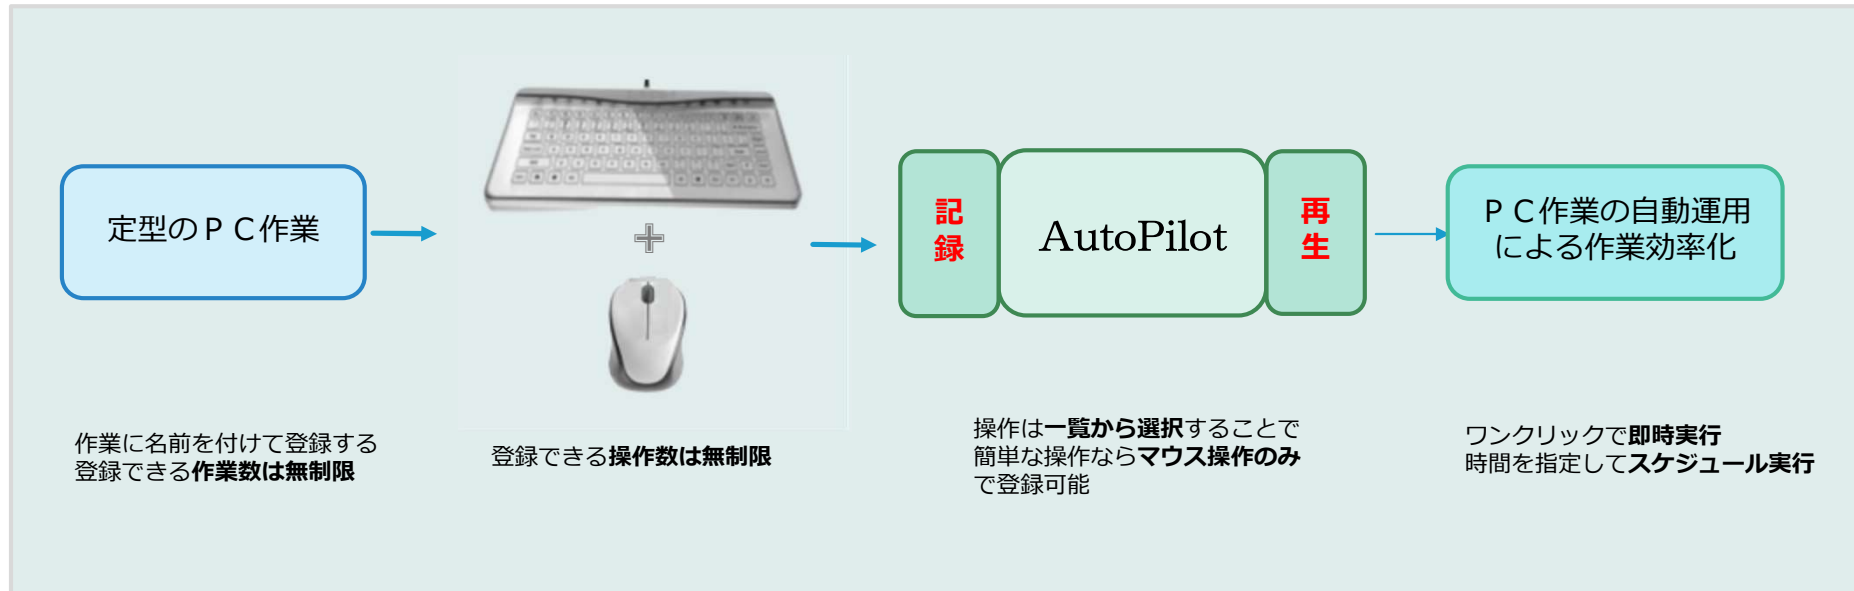 定型のＰＣ作業
記録
AutoPilot
再生
ＰＣ作業の自動運用
による作業効率化
作業に名前を付けて登録する
登録できる作業数は無制限
登録できる操作数は無制限
操作は一覧から選択することで
簡単な操作ならマウス操作のみ
で登録可能
ワンクリックで即時実行
時間を指定してスケジュール実行